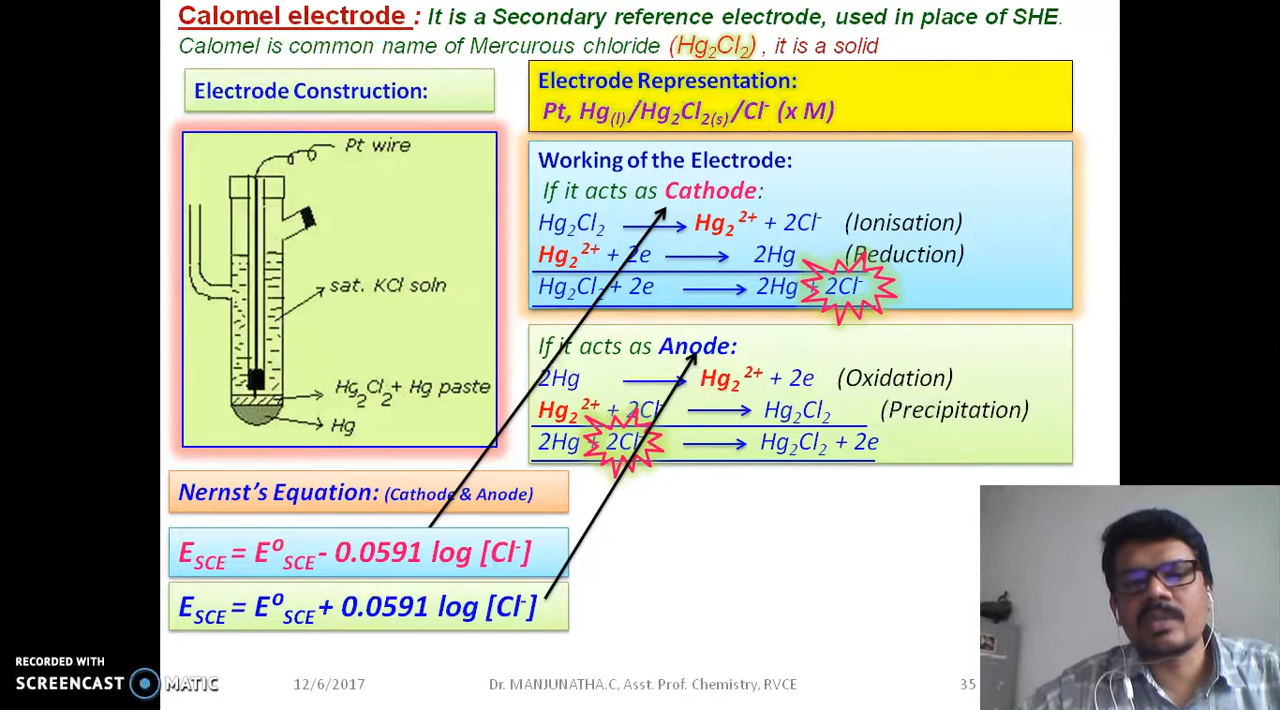 Calomel electrode : It is a Secondary reference electrode, used in place of SHE.
Calomel is common name of Mercurous chloride (Hg₂Cl₂) , it is a solid
Electrode Construction:
Pt wire
sat. KCl soln
Hg₂Cl₂+ Hg paste
Hg
Electrode Representation:
Pt, Hg(l)/Hg₂Cl₂(s)/Cl⁻ (x M)
Working of the Electrode:
If it acts as Cathode:
Hg₂Cl₂ → Hg₂ ²⁺ + 2Cl⁻ (Ionisation)
Hg₂ ²⁺ + 2e → 2Hg (Reduction)
Hg₂Cl₂ + 2e → 2Hg + 2Cl⁻
If it acts as Anode:
2Hg → Hg₂ ²⁺ + 2e (Oxidation)
Hg₂ ²⁺ + 2Cl⁻ → Hg₂Cl₂ (Precipitation)
2Hg + 2Cl⁻ → Hg₂Cl₂ + 2e
Nernst's Equation: (Cathode & Anode)
E_SCE = E⁰_SCE - 0.0591 log [Cl⁻]
E_SCE = E⁰_SCE + 0.0591 log [Cl⁻]
RECORDED WITH
SCREENCAST MATIC
12/6/2017
Dr. MANJUNATHA.C, Asst. Prof. Chemistry, RVCE
35